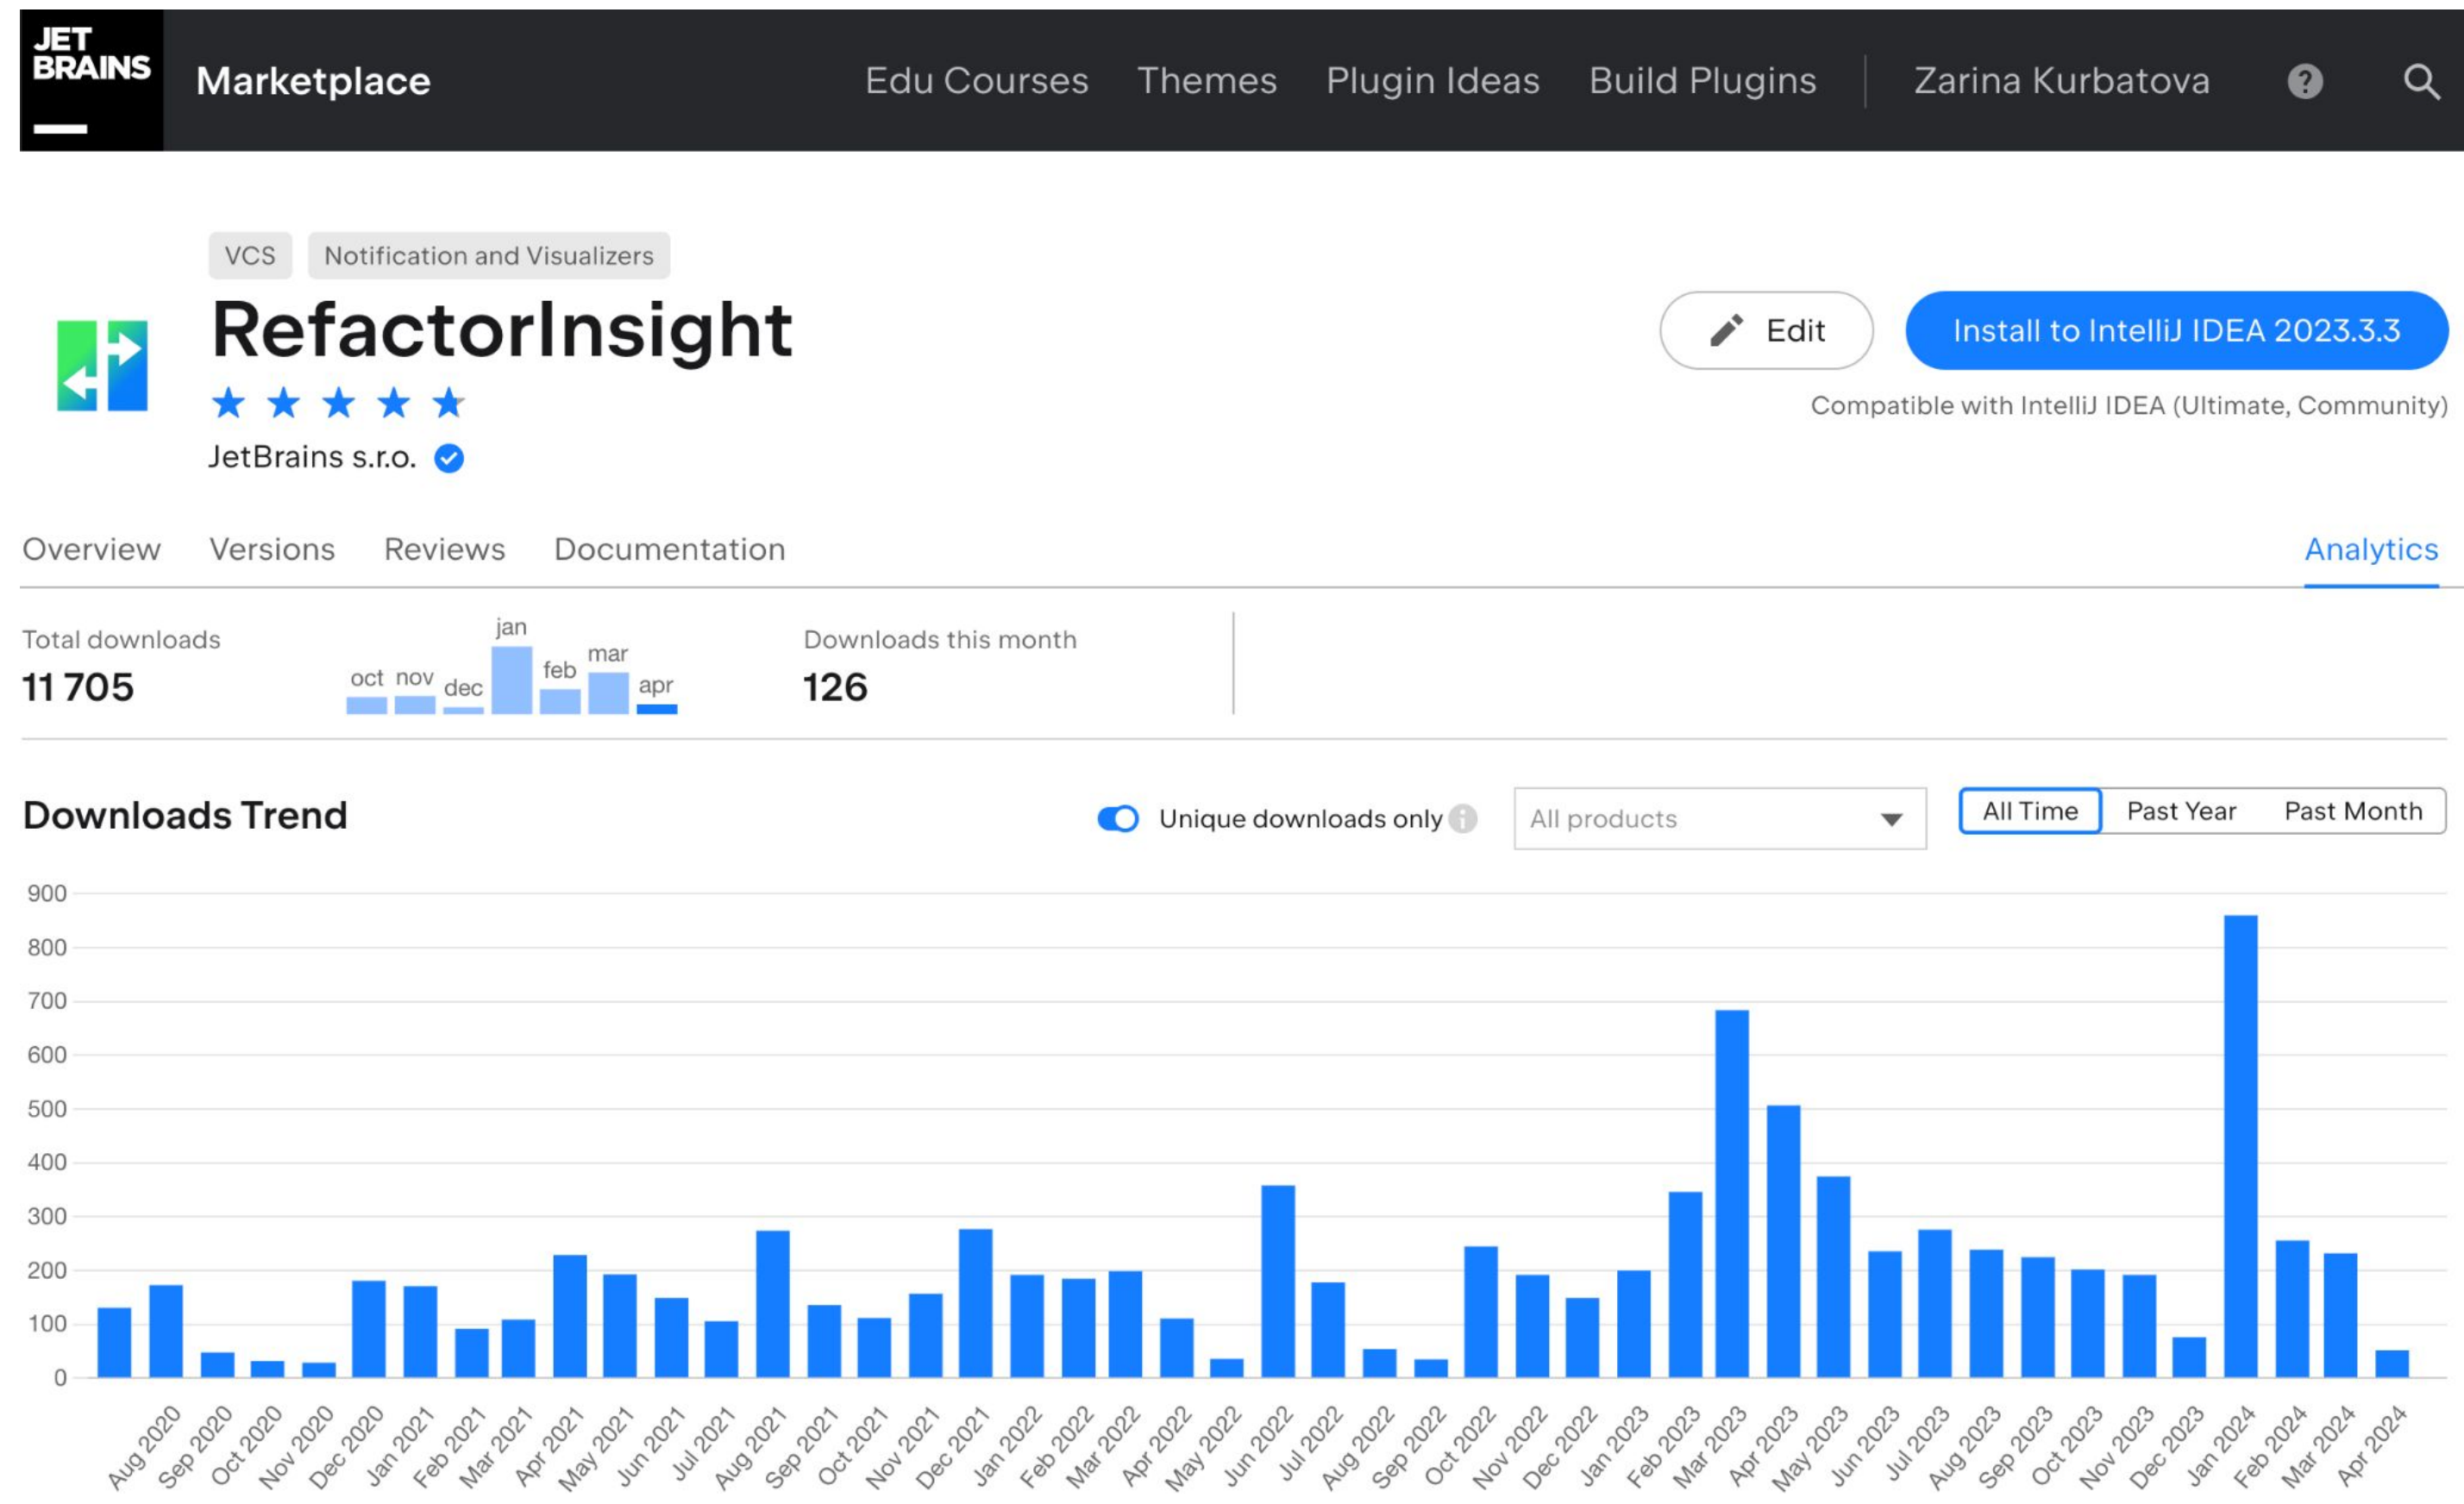 JET
BRAINS
Marketplace
Edu Courses
Themes
Plugin Ideas
Build Plugins
Zarina Kurbatova
?
VCS
Notification and Visualizers
RefactorInsight
Edit
Install to IntelliJ IDEA 2023.3.3
Compatible with IntelliJ IDEA (Ultimate, Community)
JetBrains s.r.o.
Overview
Versions
Reviews
Documentation
Analytics
Total downloads
11 705
oct
nov
dec
jan
feb
mar
apr
Downloads this month
126
Downloads Trend
Unique downloads only
i
All products
All Time
Past Year
Past Month
900
800
700
600
500
400
300
200
100
0
Aug 2020
Sep 2020
Oct 2020
Nov 2020
Dec 2020
Jan 2021
Feb 2021
Mar 2021
Apr 2021
May 2021
Jun 2021
Jul 2021
Aug 2021
Sep 2021
Oct 2021
Nov 2021
Dec 2021
Jan 2022
Feb 2022
Mar 2022
Apr 2022
May 2022
Jun 2022
Jul 2022
Aug 2022
Sep 2022
Oct 2022
Nov 2022
Dec 2022
Jan 2023
Feb 2023
Mar 2023
Apr 2023
May 2023
Jun 2023
Jul 2023
Aug 2023
Sep 2023
Oct 2023
Nov 2023
Dec 2023
Jan 2024
Feb 2024
Mar 2024
Apr 2024